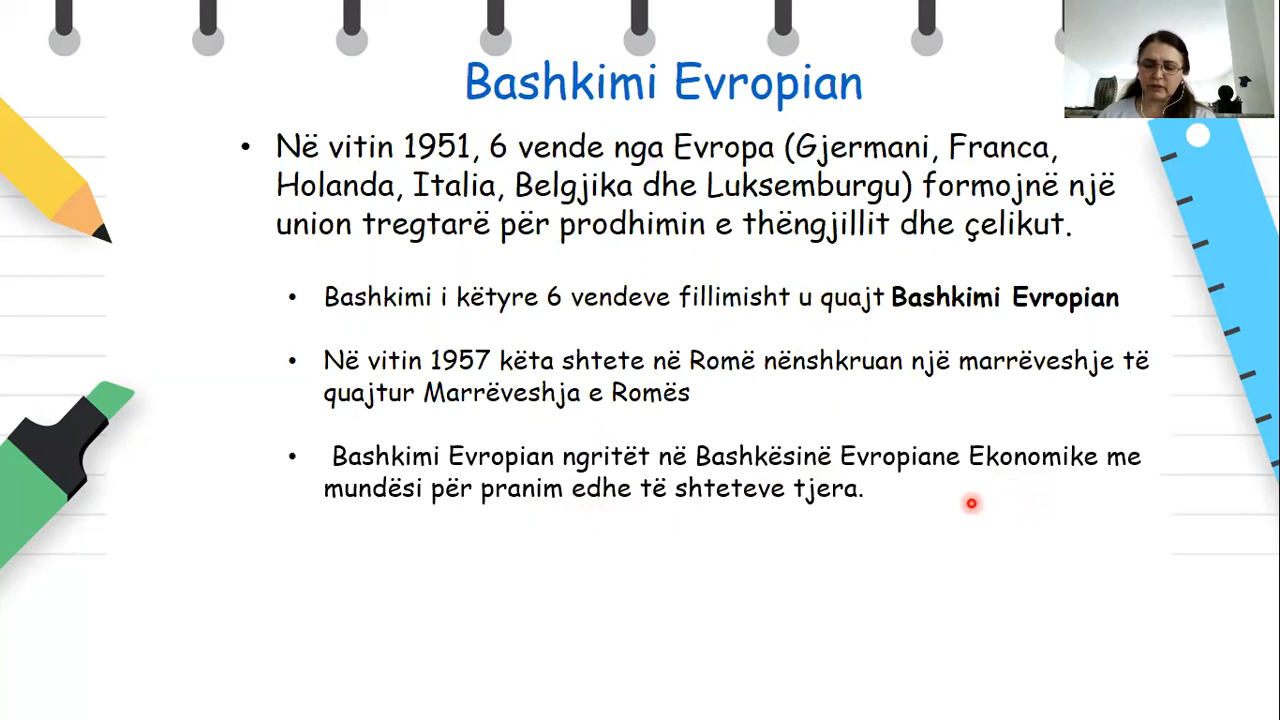 Bashkimi Evropian
• Në vitin 1951, 6 vende nga Evropa (Gjermani, Franca,
Holanda, Italia, Belgjika dhe Luksemburgu) formojnë një
union tregtarë për prodhimin e thëngjillit dhe çelikut.
• Bashkimi i këtyre 6 vendeve fillimisht u quajt Bashkimi Evropian
• Në vitin 1957 këta shtete në Romë nënshkruan një marrëveshje të
quajtur Marrëveshja e Romës
• Bashkimi Evropian ngritët në Bashkësinë Evropiane Ekonomike me
mundësi për pranim edhe të shteteve tjera.